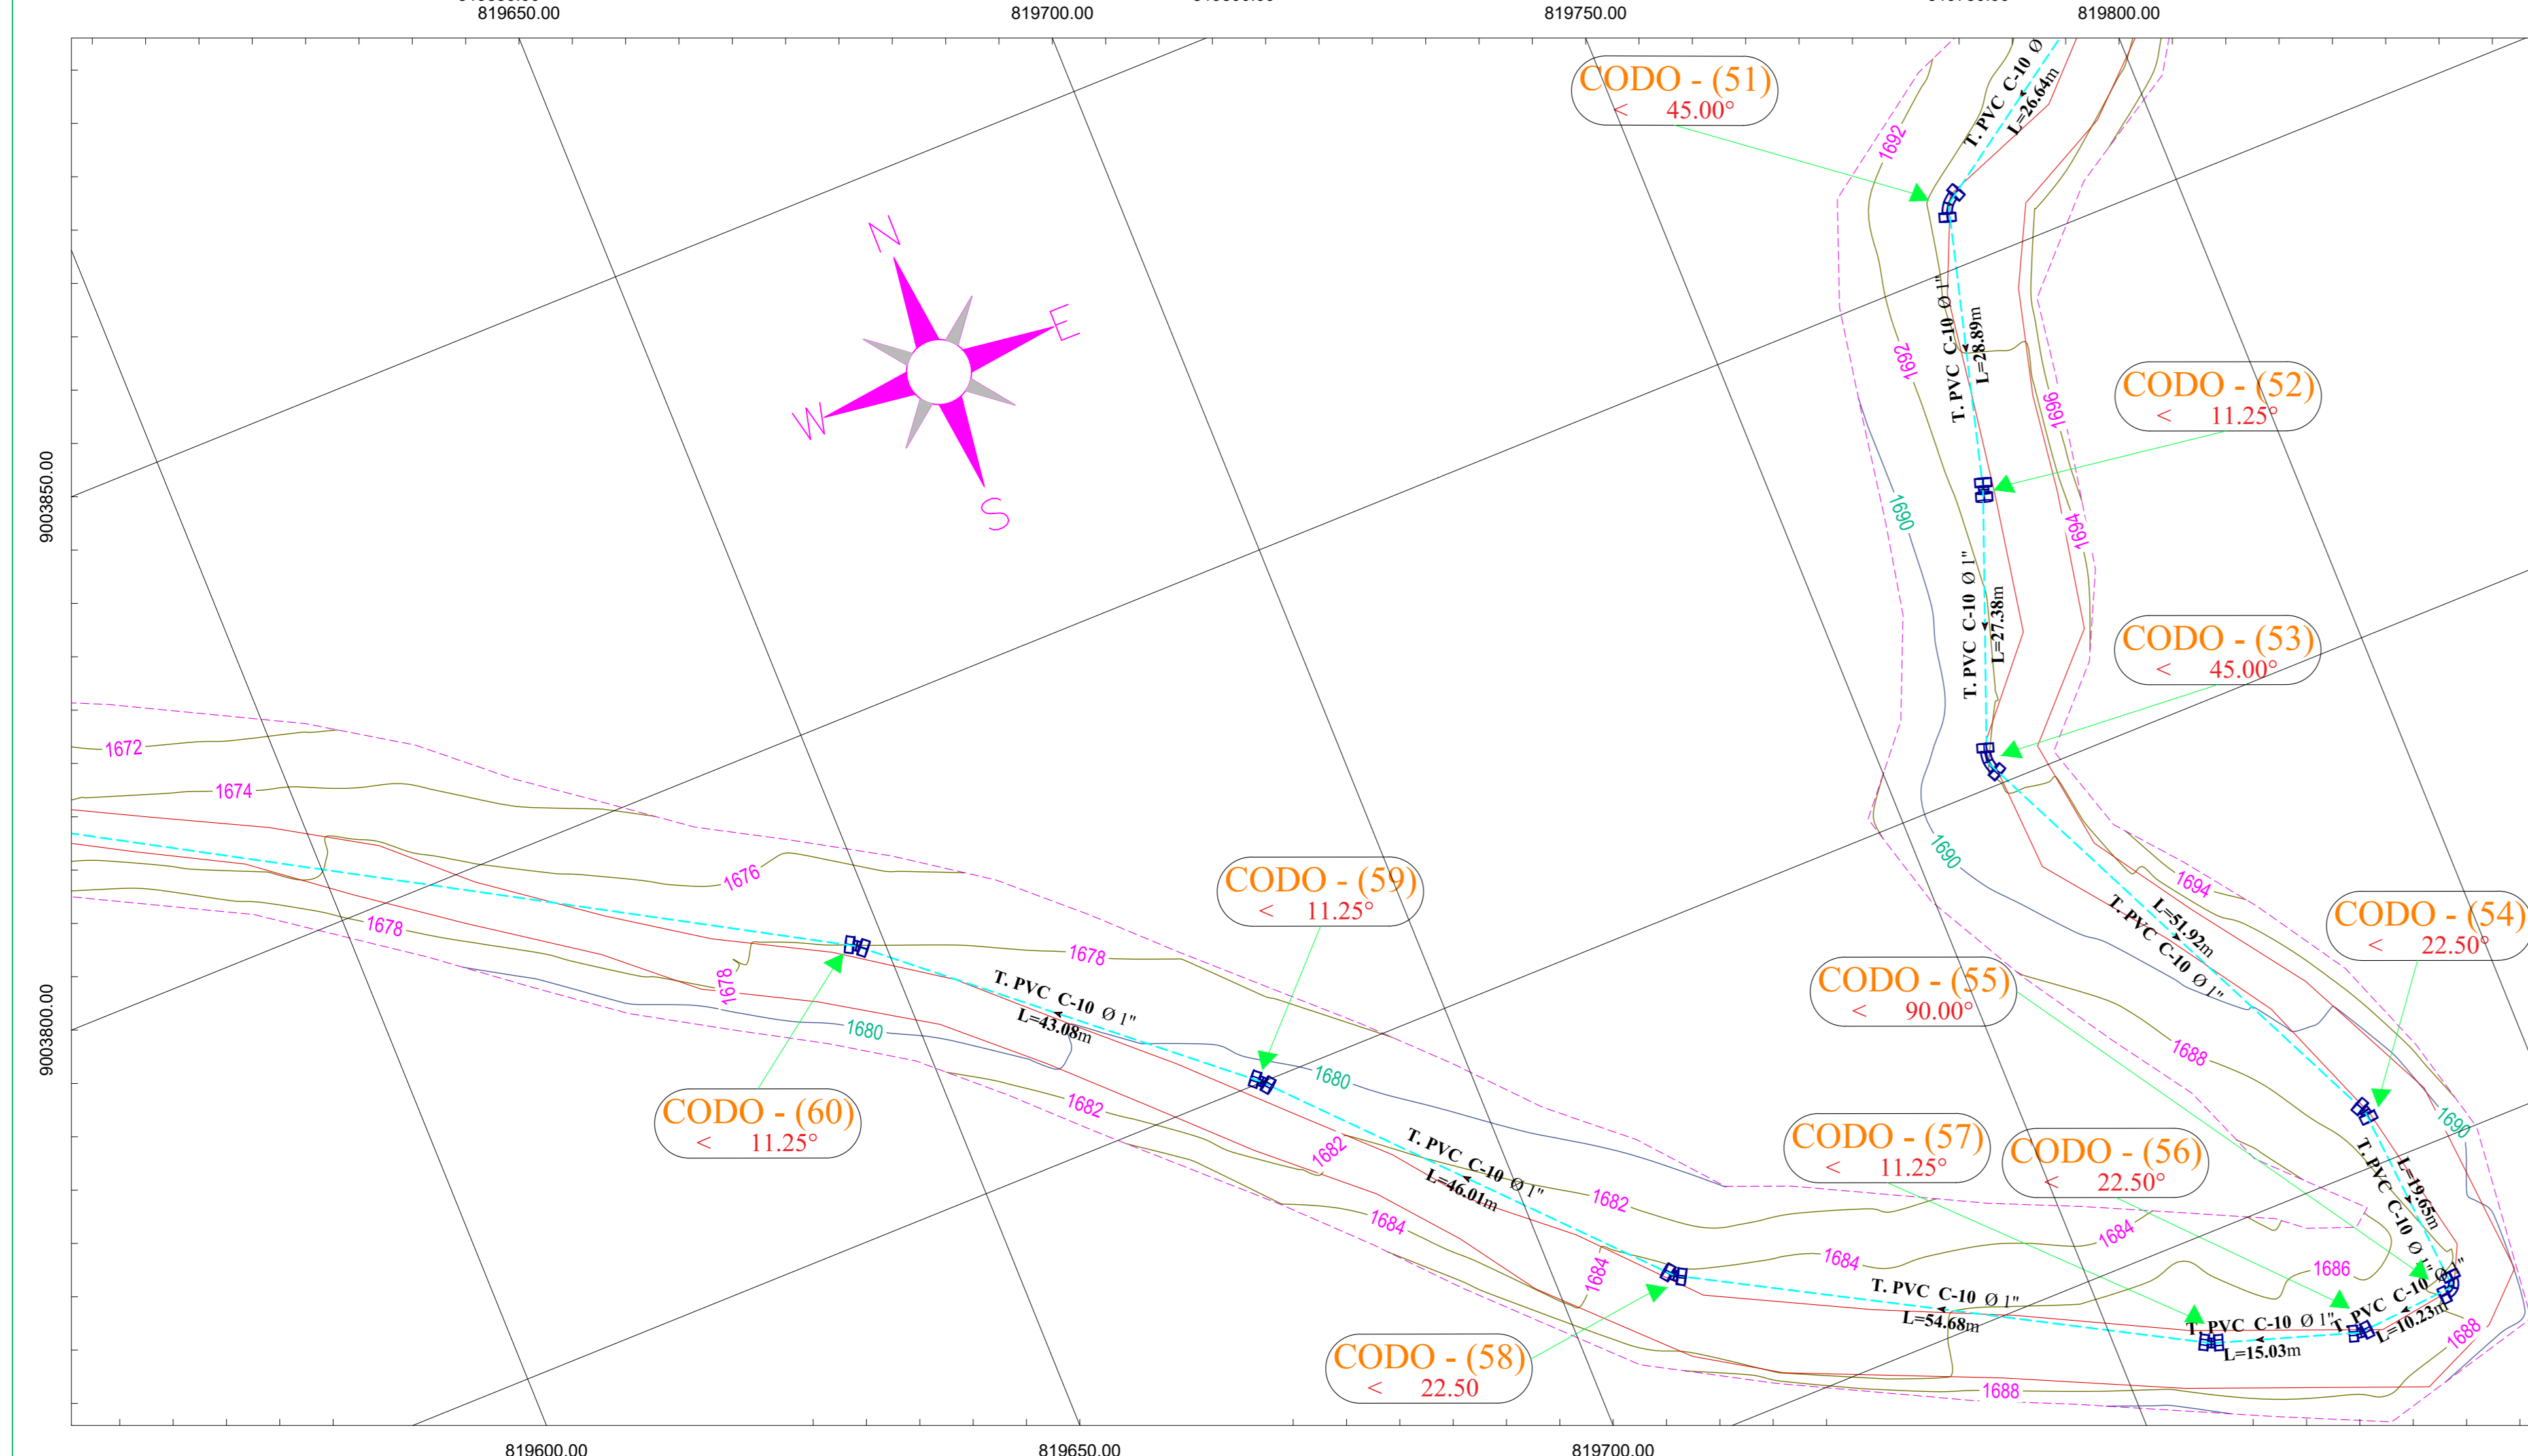 819650.00
819700.00
819750.00
819800.00
CODO - (51)
< 45.00°
T. PVC C-10 Ø
L=26.64m
1692
N
E
W
S
T. PVC C-10 Ø 1"
L=28.89m
1692
CODO - (52)
< 11.25°
1696
9003850.00
1690
1694
T. PVC C-10 Ø 1"
L=27.38m
CODO - (53)
< 45.00°
1672
1674
1676
1690
1694
CODO - (59)
< 11.25°
L=51.92m
T. PVC C-10 Ø 1"
CODO - (54)
< 22.50°
1678
1678
1678
CODO - (55)
< 90.00°
9003800.00
T. PVC C-10 Ø 1"
L=43.08m
1680
1688
1680
1682
CODO - (60)
< 11.25°
1690
CODO - (57)
< 11.25°
CODO - (56)
< 22.50°
T. PVC C-10 Ø 1"
L=46.01m
1682
L=19.65m
T. PVC C-10 Ø 1"
1682
1684
1684
1684
1684
1686
T. PVC C-10 Ø 1"
L=54.68m
T. PVC C-10 Ø 1"
L=15.03m
T. PVC C-10 Ø 1"
L=10.23m
1688
CODO - (58)
< 22.50
1688
819600.00
819650.00
819700.00